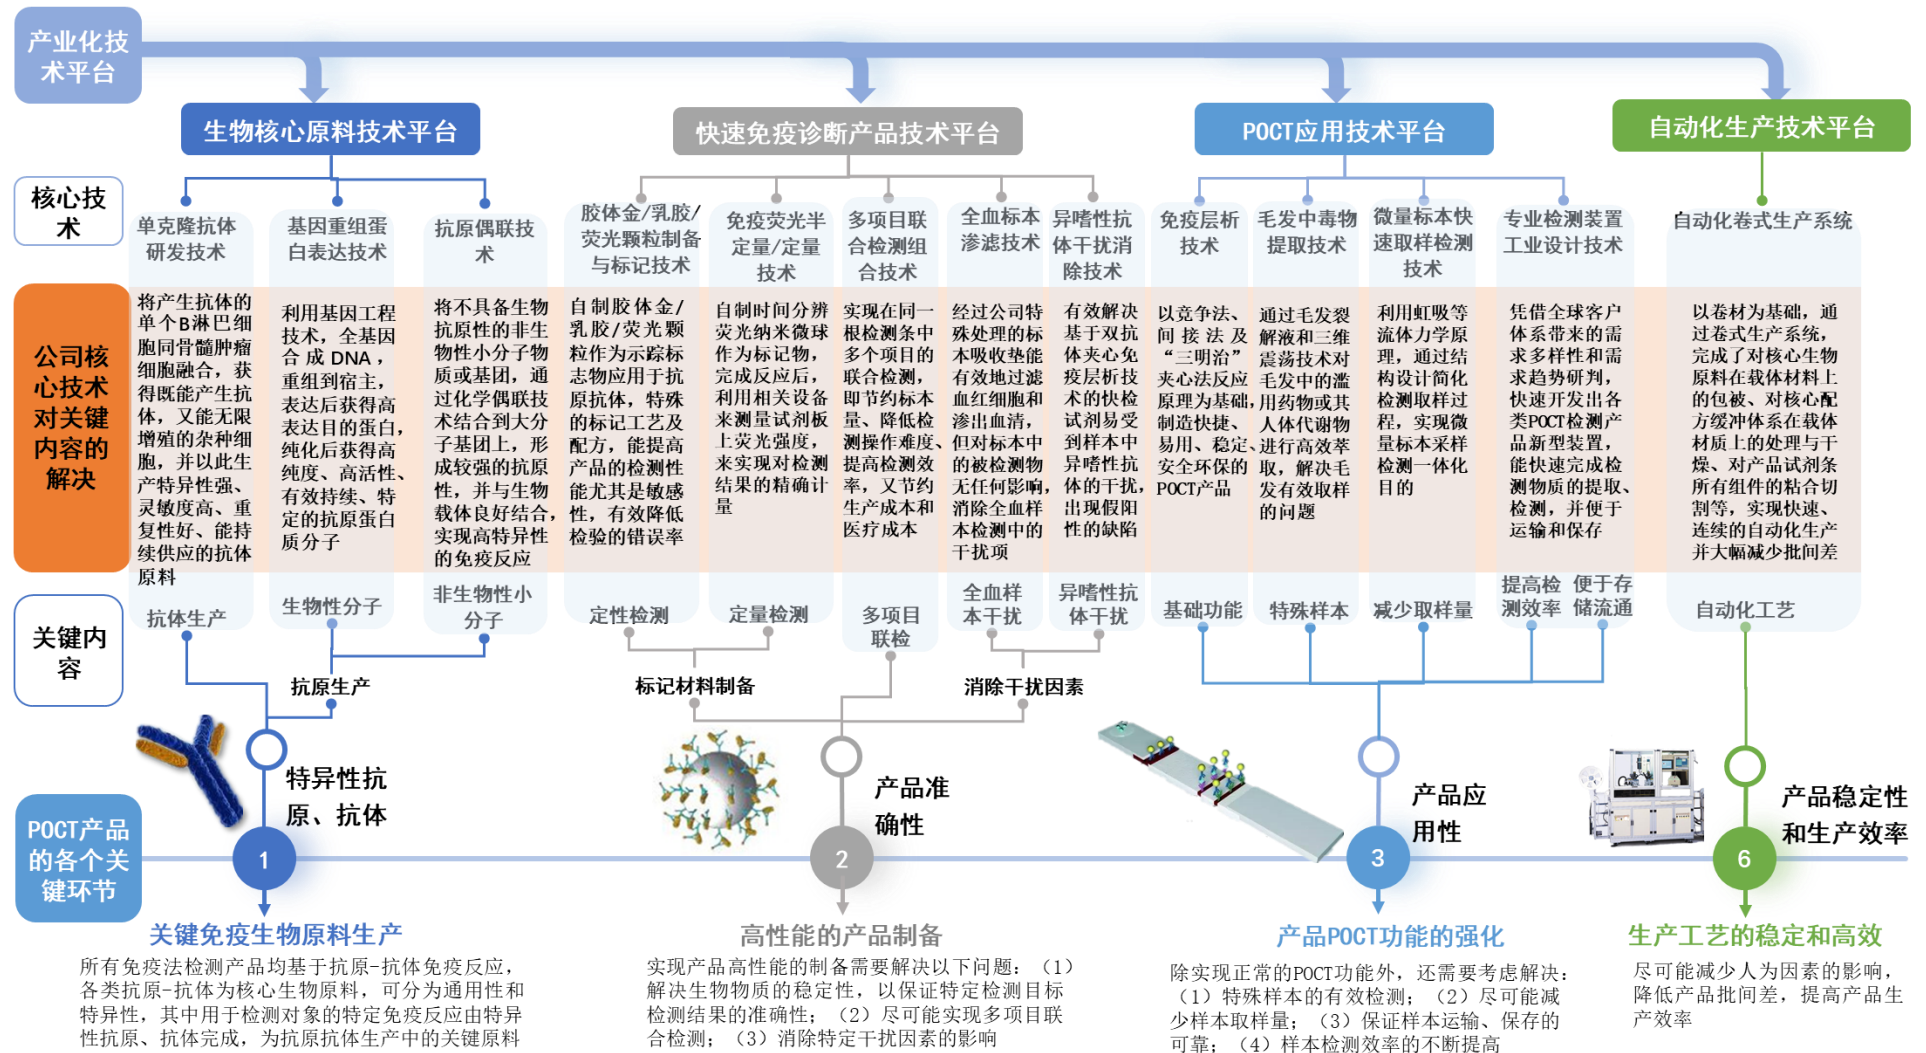 产业化技
术平台
生物核心原料技术平台
快速免疫诊断产品技术平台
POCT应用技术平台
自动化生产技术平台
核心技
术
单克隆抗体
研发技术
基因重组蛋
白表达技术
抗原偶联技
术
胶体金/乳胶/
荧光颗粒制备
与标记技术
免疫荧光半
定量/定量
技术
多项目联
合检测组
合技术
全血标本
渗滤技术
异嗜性抗
体干扰消
除技术
免疫层析
技术
毛发中毒物
提取技术
微量标本快
速取样检测
技术
专业检测装置
工业设计技术
自动化卷式生产系统
公司核
心技术
对关键
内容的
解决
将产生抗体的
单个B淋巴细
胞同骨髓肿瘤
细胞融合，获
得既能产生抗
体，又能无限
增殖的杂种细
胞，并以此生
产特异性强、
灵敏度高、重
复性好、能持
续供应的抗体
原料
利用基因工程
技术，全基因
合成DNA，
重组到宿主，
表达后获得高
表达目的蛋白，
纯化后获得高
纯度、高活性、
有效持续、特
定的抗原蛋白
质分子
将不具备生物
抗原性的非生
物性小分子物
质或基团，通
过化学偶联技
术结合到大分
子基团上，形
成较强的抗原
性，并与生物
载体良好结合，
实现高特异性
的免疫反应
自制胶体金/
乳胶/荧光颗
粒作为示踪标
志物应用于抗
原抗体，特殊
的标记工艺及
配方，能提高
产品的检测性
能尤其是敏感
性，有效降低
检验的错误率
自制时间分辨
荧光纳米微球
作为标记物，
完成反应后，
利用相关设备
来测量试剂板
上荧光强度，
来实现对检测
结果的精确计
量
实现在同一
根检测条中
多个项目的
联合检测，
即节约标本
量、降低检
测操作难度、
提高检测效
率，又节约
生产成本和
医疗成本
经过公司特
殊处理的标
本吸收垫能
有效地过滤
血红细胞和
渗出血清，
但对标本中
的被检测物
无任何影响，
消除全血样
本检测中的
干扰项
有效解决
基于双抗
体夹心免
疫层析技
术的快检
试剂易受
到样本中
异嗜性抗
体的干扰，
出现假阳
性的缺陷
以竞争法、
间接法及
“三明治”
夹心法反应
原理为基础，
制造快捷、
易用、稳定、
安全环保的
POCT产品
通过毛发裂
解液和三维
震荡技术对
毛发中的滥
用药物或其
人体代谢物
进行高效萃
取，解决毛
发有效取样
的问题
利用虹吸等
流体力学原
理，通过结
构设计简化
检测取样过
程，实现微
量标本采样
检测一体化
目的
凭借全球客户
体系带来的需
求多样性和需
求趋势研判，
快速开发出各
类POCT检测产
品新型装置，
能快速完成检
测物质的提取、
检测，并便于
运输和保存
以卷材为基础，通
过卷式生产系统，
完成了对核心生物
原料在载体材料上
的包被、对核心配
方缓冲体系在载体
材质上的处理与干
燥、对产品试剂条
所有组件的粘合切
割等，实现快速、
连续的自动化生产
并大幅减少批间差
关键内
容
抗体生产
生物性分子
非生物性小
分子
定性检测
定量检测
多项目
联检
全血样
本干扰
异嗜性抗
体干扰
基础功能
特殊样本
减少取样量
提高检
测效率
便于存
储流通
自动化工艺
抗原生产
标记材料制备
消除干扰因素
特异性抗
原、抗体
产品准
确性
产品应
用性
产品稳定性
和生产效率
POCT产品
的各个关
键环节
1
2
3
6
关键免疫生物原料生产
所有免疫法检测产品均基于抗原-抗体免疫反应，
各类抗原-抗体为核心生物原料，可分为通用性和
特异性，其中用于检测对象的特定免疫反应由特异
性抗原、抗体完成，为抗原抗体生产中的关键原料
高性能的产品制备
实现产品高性能的制备需要解决以下问题：（1）
解决生物物质的稳定性，以保证特定检测目标
检测结果的准确性；（2）尽可能实现多项目联
合检测；（3）消除特定干扰因素的影响
产品POCT功能的强化
除实现正常的POCT功能外，还需要考虑解决：
（1）特殊样本的有效检测；（2）尽可能减
少样本取样量；（3）保证样本运输、保存的
可靠；（4）样本检测效率的不断提高
生产工艺的稳定和高效
尽可能减少人为因素的影响，
降低产品批间差，提高产品生
产效率